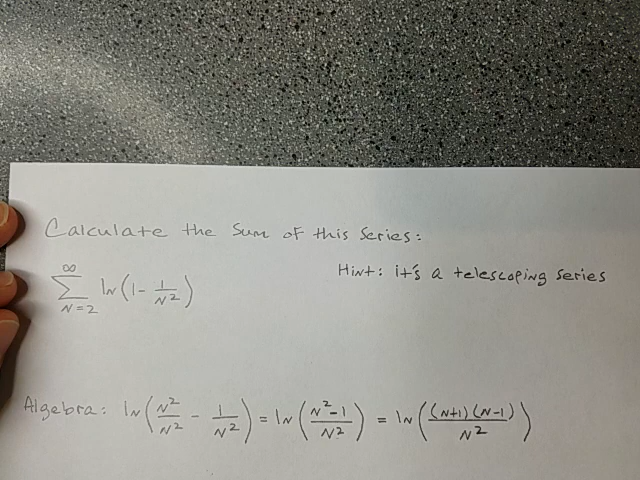 Calculate the Sum of this Series:
Hint: it's a telescoping series
∞ ∑ N=2 ln(1 - 1/N²)
Algebra: ln(N²/N² - 1/N²) = ln((N²-1)/N²) = ln(((N+1)(N-1))/N²)